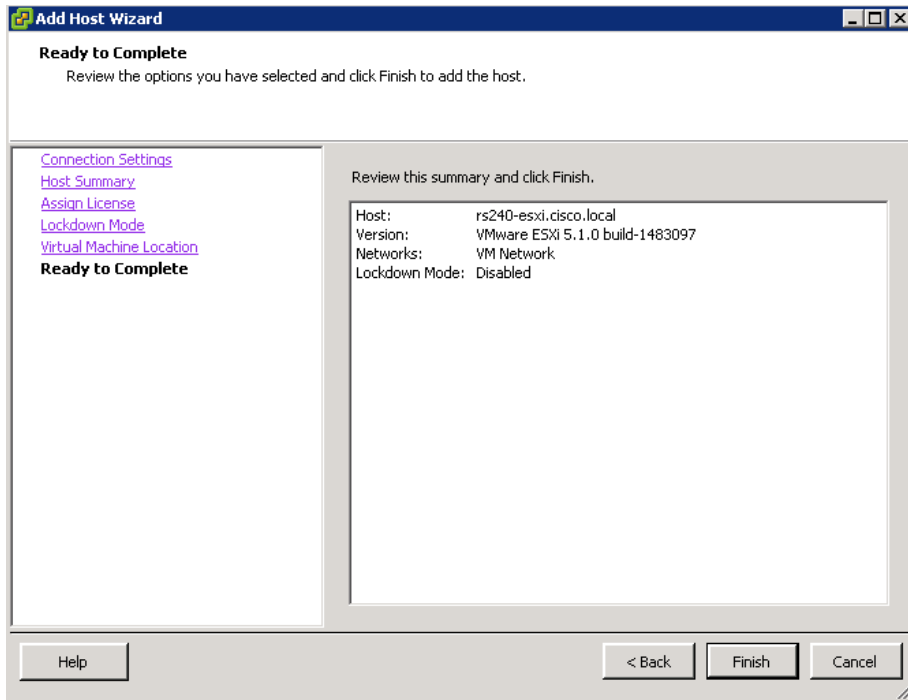 Add Host Wizard
Ready to Complete
Review the options you have selected and click Finish to add the host.
Connection Settings
Host Summary
Assign License
Lockdown Mode
Virtual Machine Location
Ready to Complete
Review this summary and click Finish.
Host: rs240-esxi.cisco.local
Version: VMware ESXi 5.1.0 build-1483097
Networks: VM Network
Lockdown Mode: Disabled
Help
< Back
Finish
Cancel